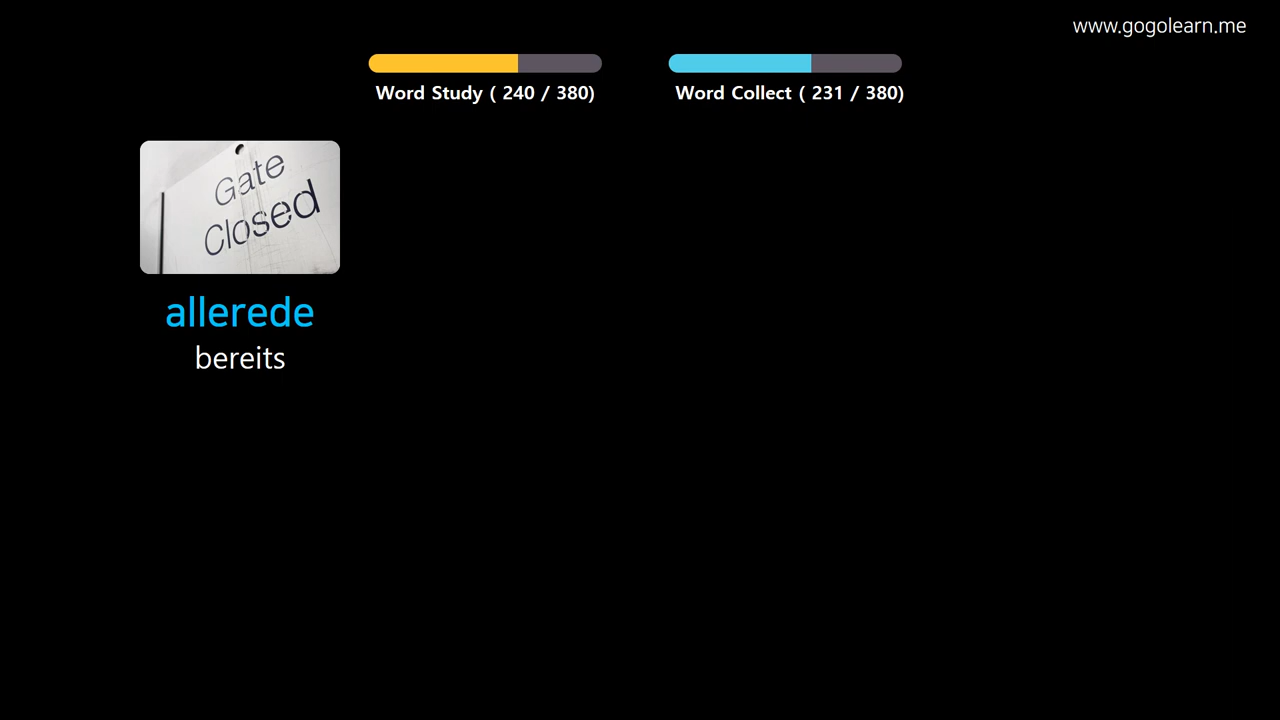 www.gogolearn.me
Word Study ( 240 / 380)
Word Collect ( 231 / 380)
Gate
Closed
allerede
bereits